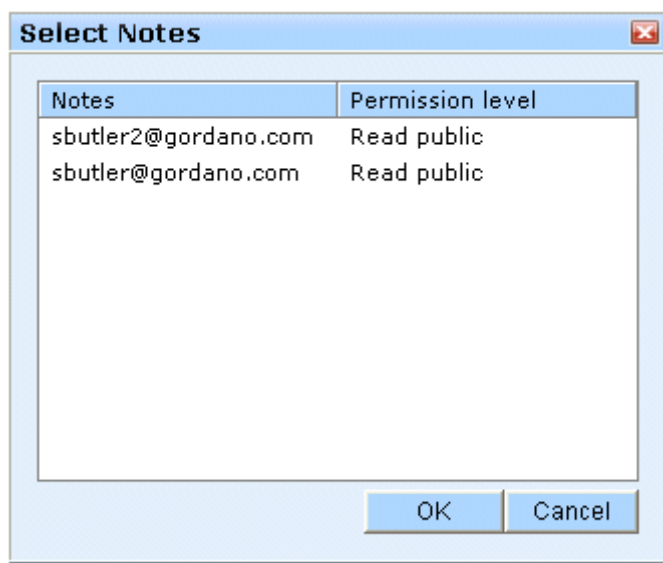 Select Notes
Notes Permission level
sbutler2@gordano.com Read public
sbutler@gordano.com Read public
OK Cancel